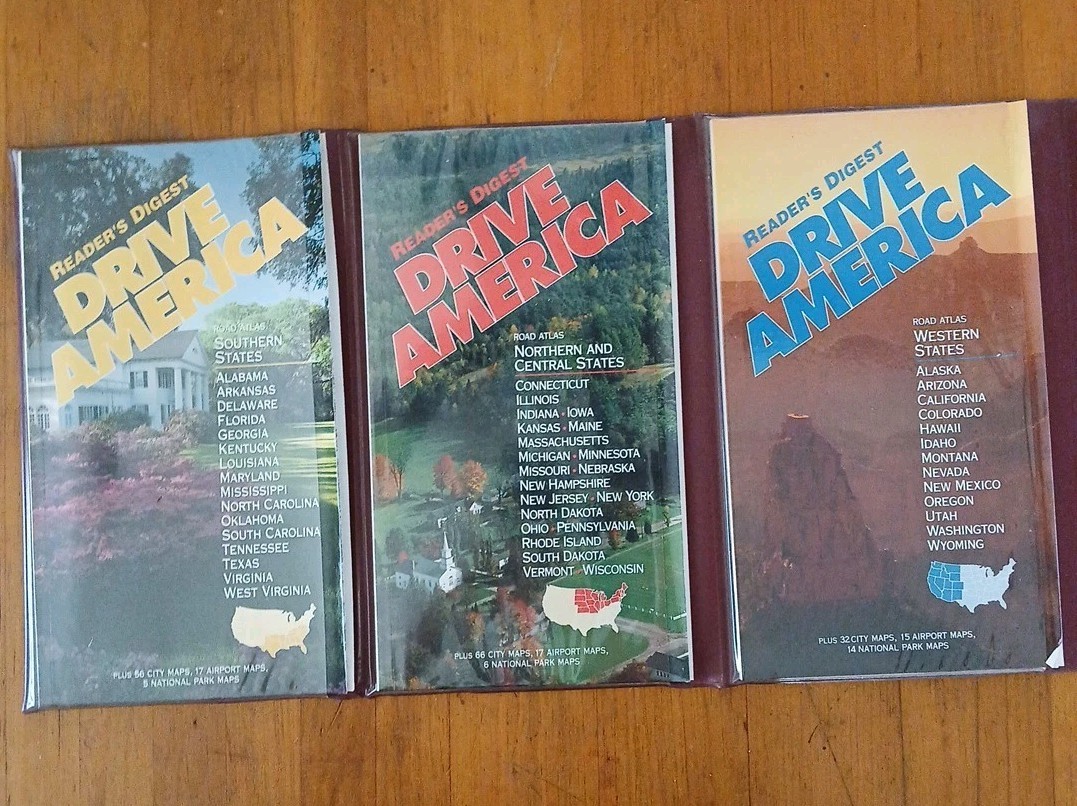 READER'S DIGEST
DRIVE
AMERICA
ROAD ATLAS
SOUTHERN
STATES
ALABAMA
ARKANSAS
DELAWARE
FLORIDA
GEORGIA
KENTUCKY
LOUISIANA
MARYLAND
MISSISSIPPI
NORTH CAROLINA
OKLAHOMA
SOUTH CAROLINA
TENNESSEE
TEXAS
VIRGINIA
WEST VIRGINIA
PLUS 56 CITY MAPS, 17 AIRPORT MAPS,
5 NATIONAL PARK MAPS
READER'S DIGEST
DRIVE
AMERICA
ROAD ATLAS
NORTHERN AND
CENTRAL STATES
CONNECTICUT
ILLINOIS
INDIANA • IOWA
KANSAS • MAINE
MASSACHUSETTS
MICHIGAN • MINNESOTA
MISSOURI • NEBRASKA
NEW HAMPSHIRE
NEW JERSEY • NEW YORK
NORTH DAKOTA
OHIO • PENNSYLVANIA
RHODE ISLAND
SOUTH DAKOTA
VERMONT • WISCONSIN
PLUS 66 CITY MAPS, 17 AIRPORT MAPS,
6 NATIONAL PARK MAPS
READER'S DIGEST
DRIVE
AMERICA
ROAD ATLAS
WESTERN
STATES
ALASKA
ARIZONA
CALIFORNIA
COLORADO
HAWAII
IDAHO
MONTANA
NEVADA
NEW MEXICO
OREGON
UTAH
WASHINGTON
WYOMING
PLUS 32 CITY MAPS, 15 AIRPORT MAPS,
14 NATIONAL PARK MAPS